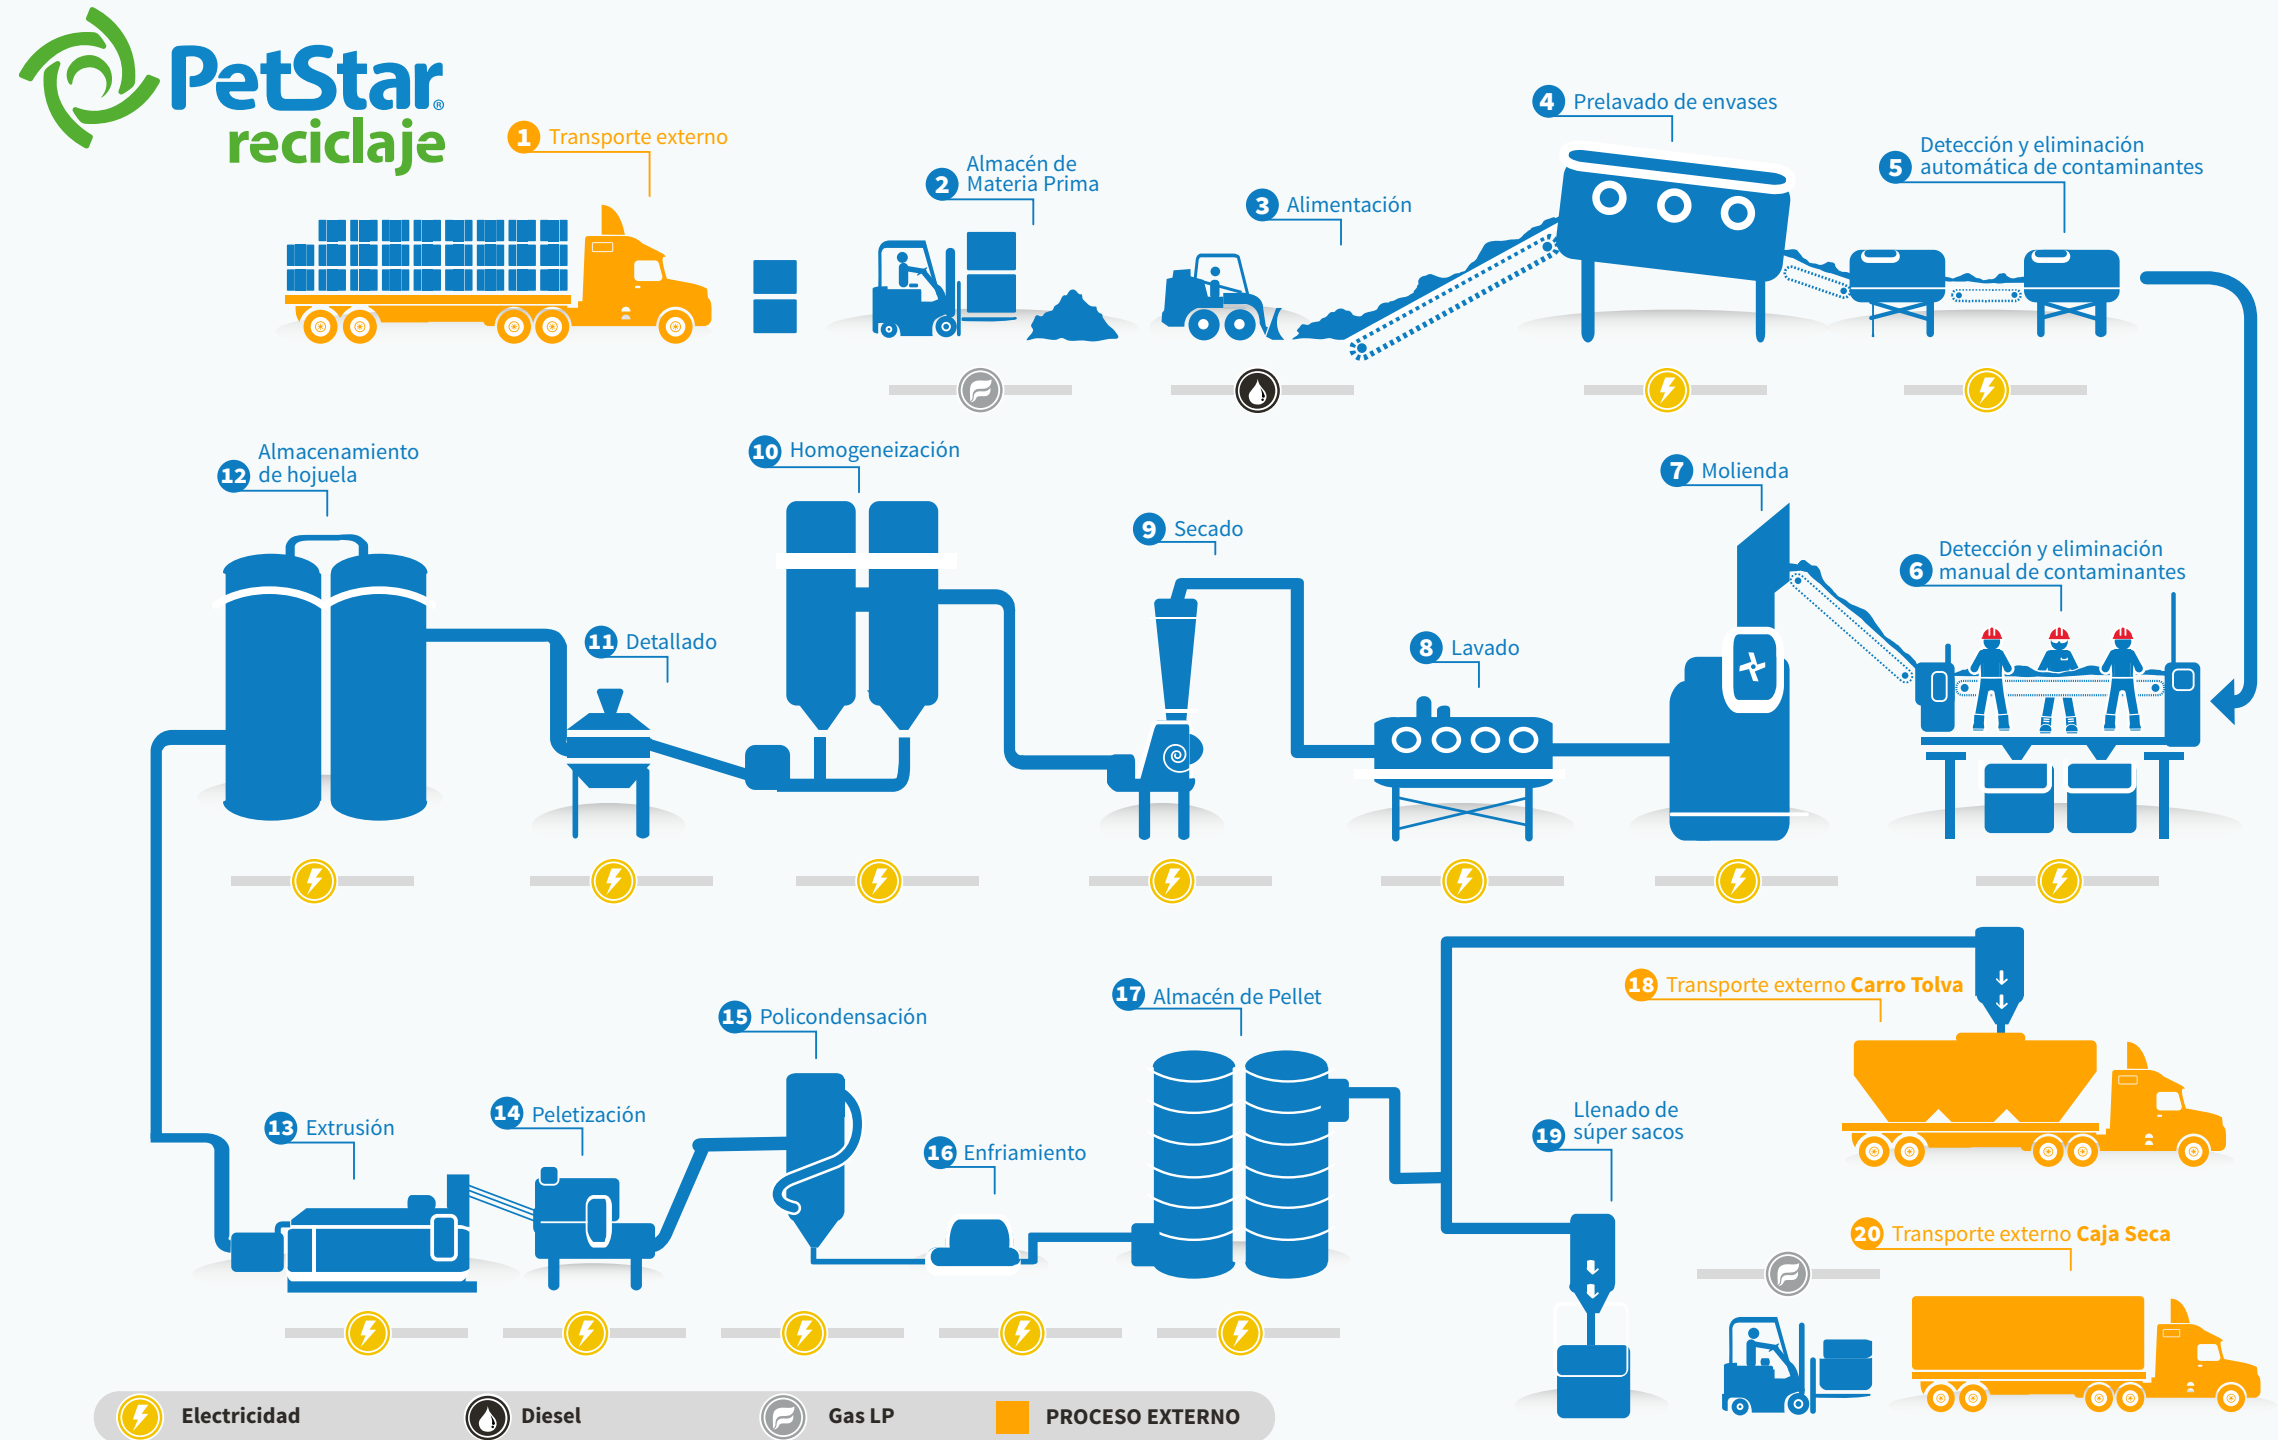 PetStar®
reciclaje
1 Transporte externo
2 Almacén de
Materia Prima
3 Alimentación
4 Prelavado de envases
5 Detección y eliminación
automática de contaminantes
6 Detección y eliminación
manual de contaminantes
7 Molienda
8 Lavado
9 Secado
10 Homogeneización
11 Detallado
12 Almacenamiento
de hojuela
13 Extrusión
14 Peletización
15 Policondensación
16 Enfriamiento
17 Almacén de Pellet
18 Transporte externo Carro Tolva
19 Llenado de
súper sacos
20 Transporte externo Caja Seca
Electricidad
Diesel
Gas LP
PROCESO EXTERNO